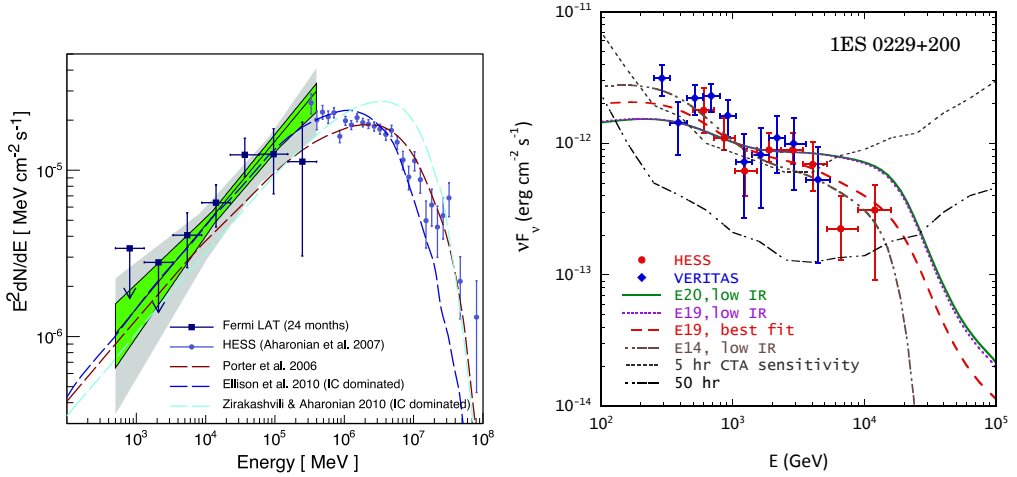 E²dN/dE [ MeV cm⁻² s⁻¹]
10⁻⁵
10⁻⁶
Fermi LAT (24 months)
HESS (Aharonian et al. 2007)
Porter et al. 2006
Ellison et al. 2010 (IC dominated)
Zirakashvili & Aharonian 2010 (IC dominated)
10³ 10⁴ 10⁵ 10⁶ 10⁷ 10⁸
Energy [ MeV ]
1ES 0229+200
νFν (erg cm⁻² s⁻¹)
10⁻¹¹
10⁻¹²
10⁻¹³
10⁻¹⁴
HESS
VERITAS
E20,low IR
E19,low IR
E19, best fit
E14, low IR
5 hr CTA sensitivity
50 hr
10² 10³ 10⁴ 10⁵
E (GeV)